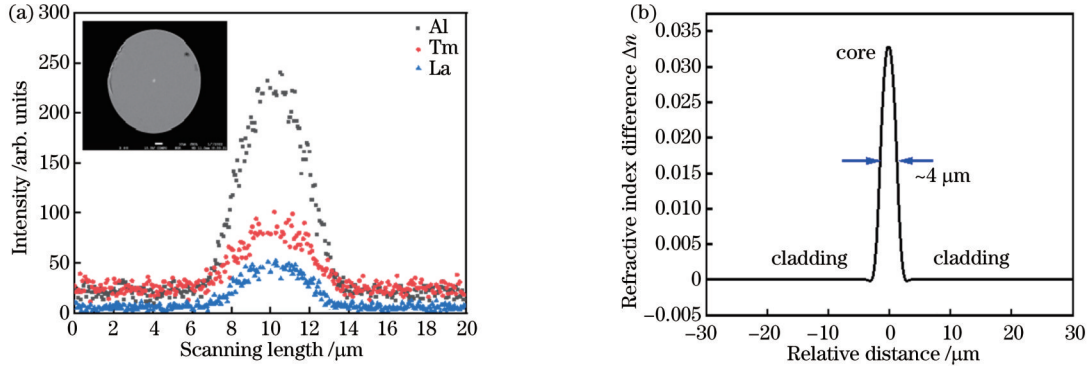 (a)
300
250
200
150
100
50
0
Intensity /arb. units
Al
Tm
La
0 2 4 6 8 10 12 14 16 18 20
Scanning length /μm
(b)
0.035
0.030
0.025
0.020
0.015
0.010
0.005
0
−0.005
Refractive index difference Δn
core
~4 μm
cladding cladding
−30 −20 −10 0 10 20 30
Relative distance /μm